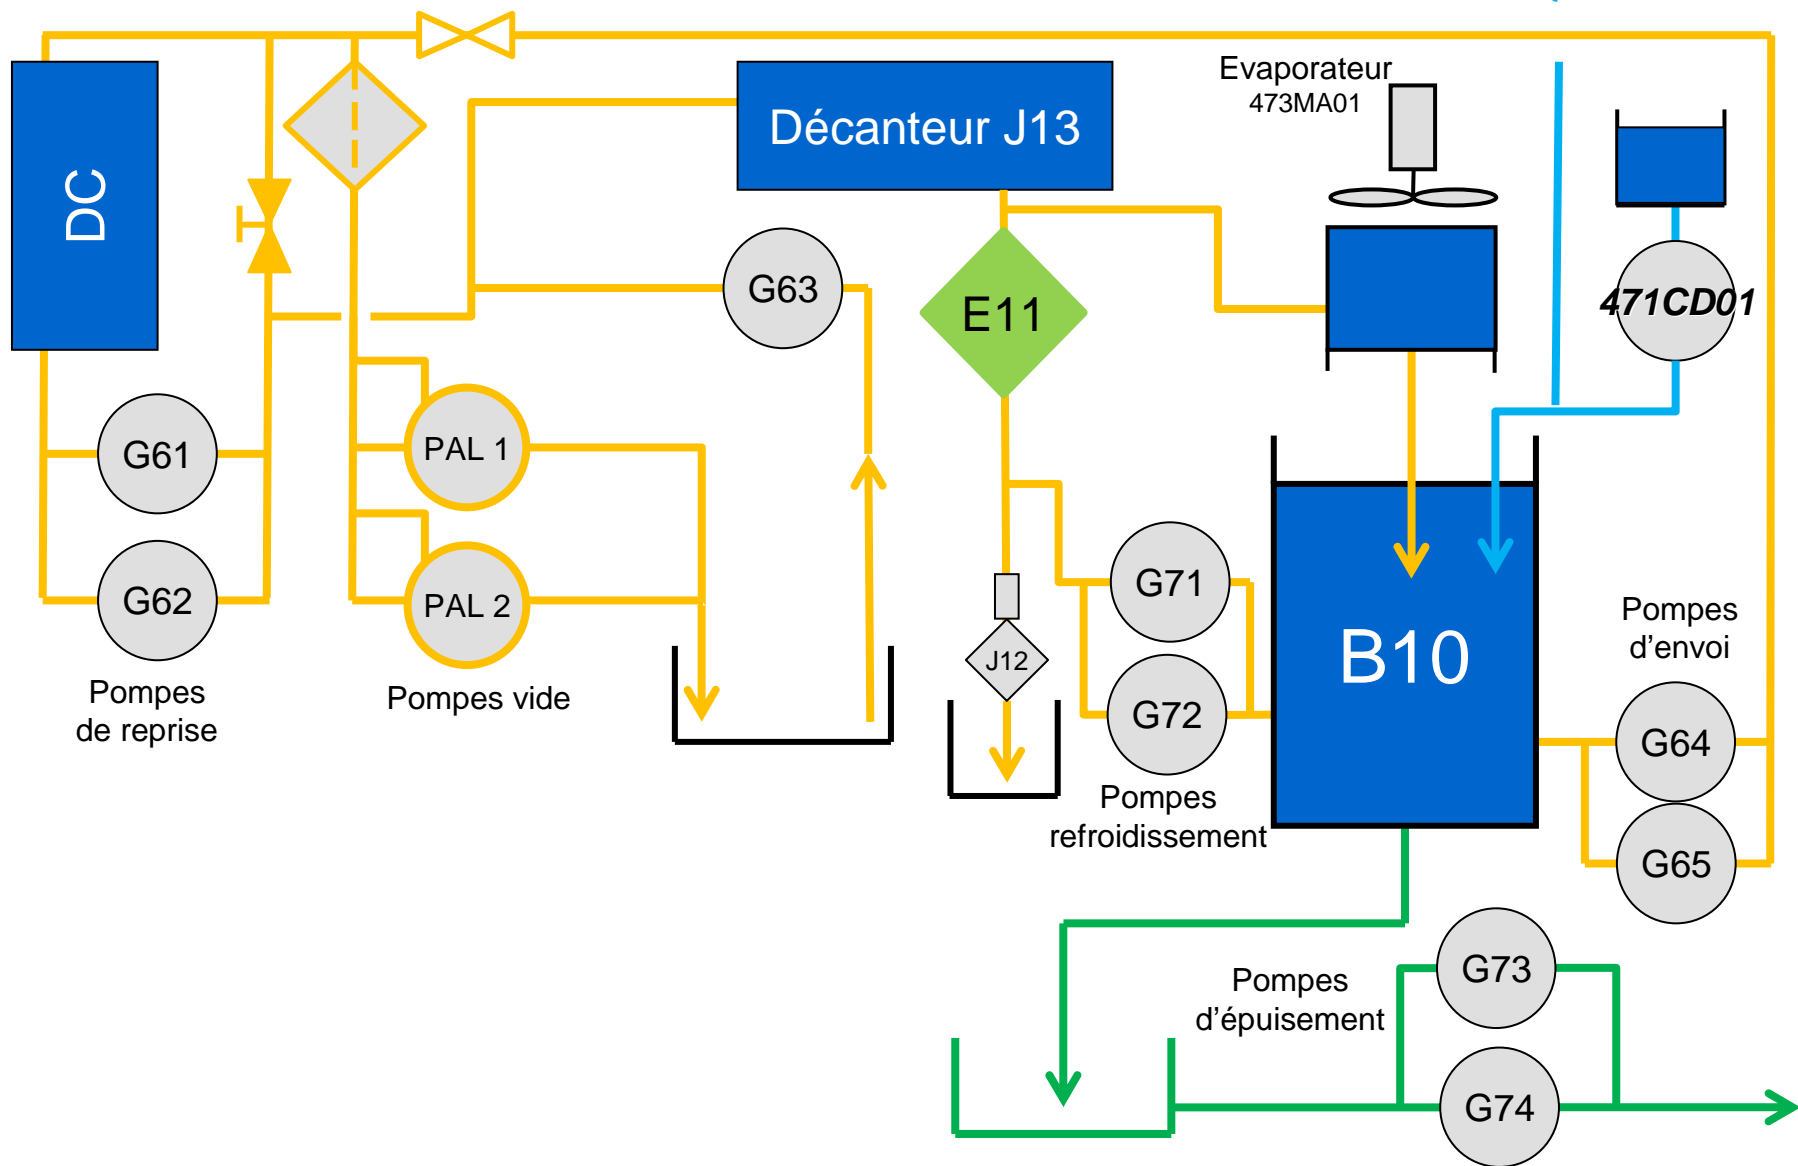 Evaporateur
473MA01
Décanteur J13
DC
G63
E11
471CD01
G61
PAL 1
G62
PAL 2
Pompes
de reprise
Pompes vide
G71
J12
G72
B10
Pompes
d’envoi
G64
G65
Pompes
refroidissement
Pompes
d’épuisement
G73
G74